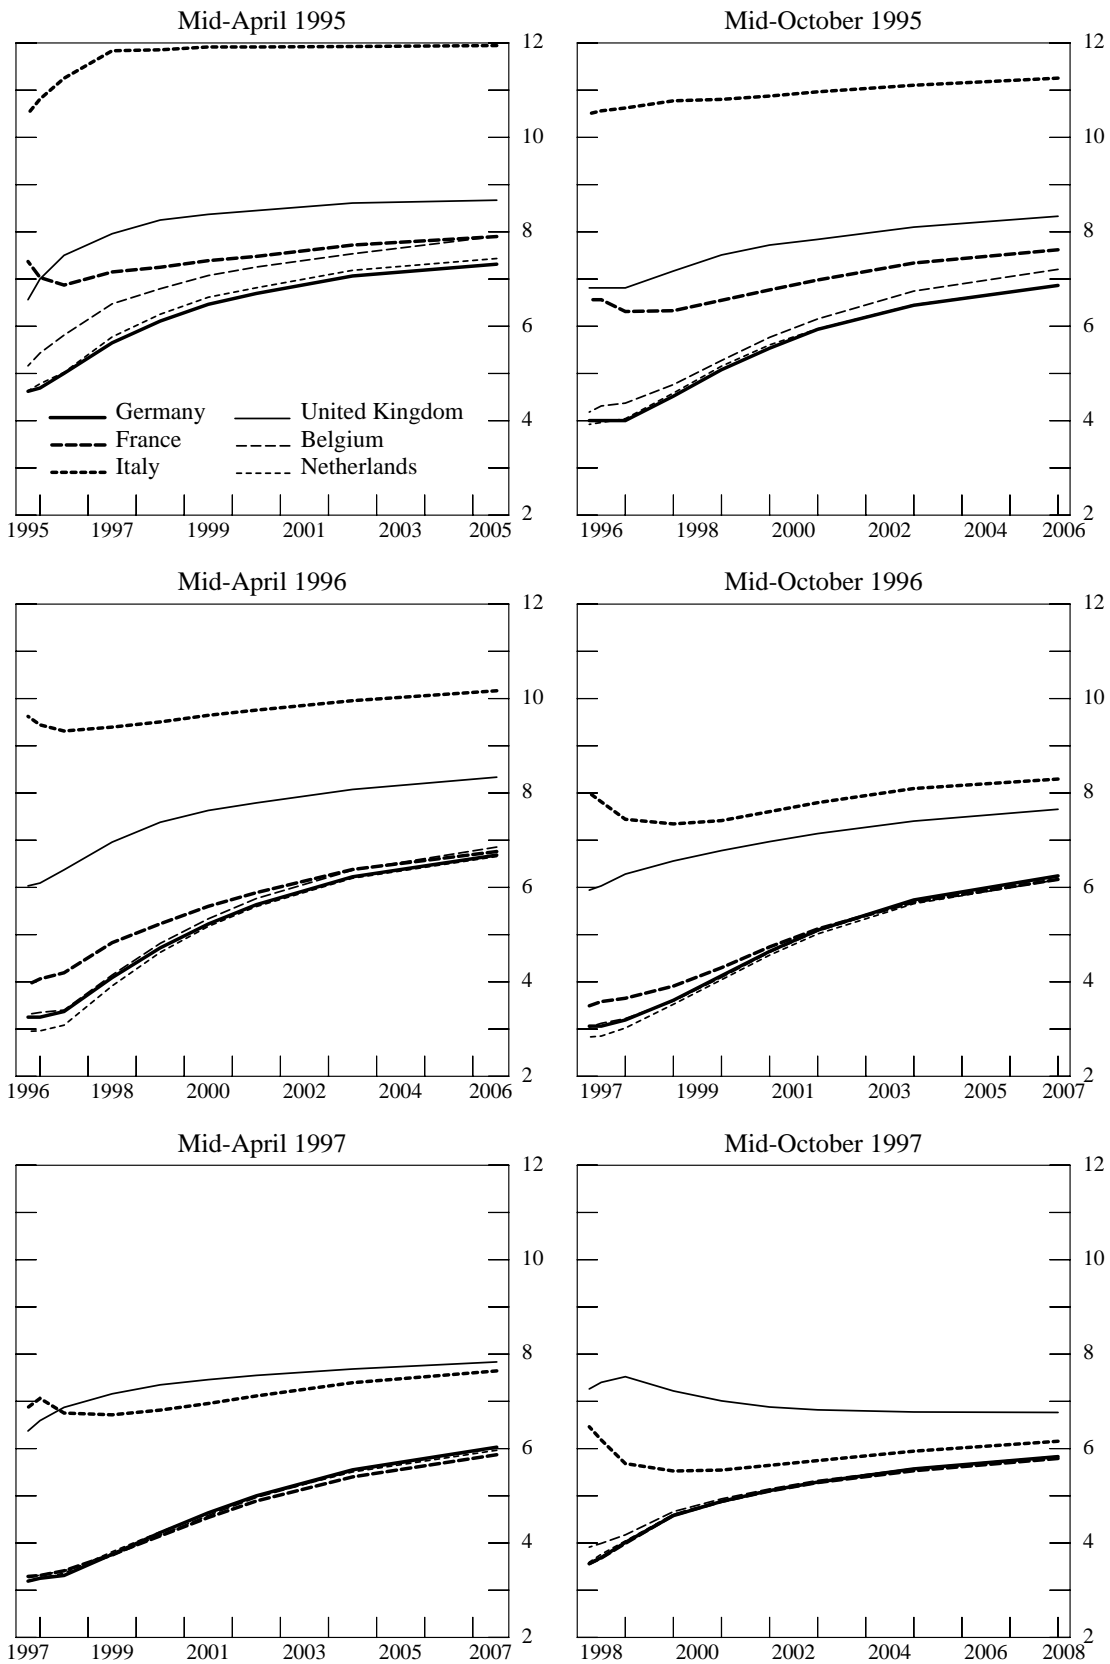 Mid-April 1995
12
10
8
6
4
2
Germany
France
Italy
United Kingdom
Belgium
Netherlands
1995 1997 1999 2001 2003 2005
Mid-October 1995
12
10
8
6
4
2
1996 1998 2000 2002 2004 2006
Mid-April 1996
12
10
8
6
4
2
1996 1998 2000 2002 2004 2006
Mid-October 1996
12
10
8
6
4
2
1997 1999 2001 2003 2005 2007
Mid-April 1997
12
10
8
6
4
2
1997 1999 2001 2003 2005 2007
Mid-October 1997
12
10
8
6
4
2
1998 2000 2002 2004 2006 2008